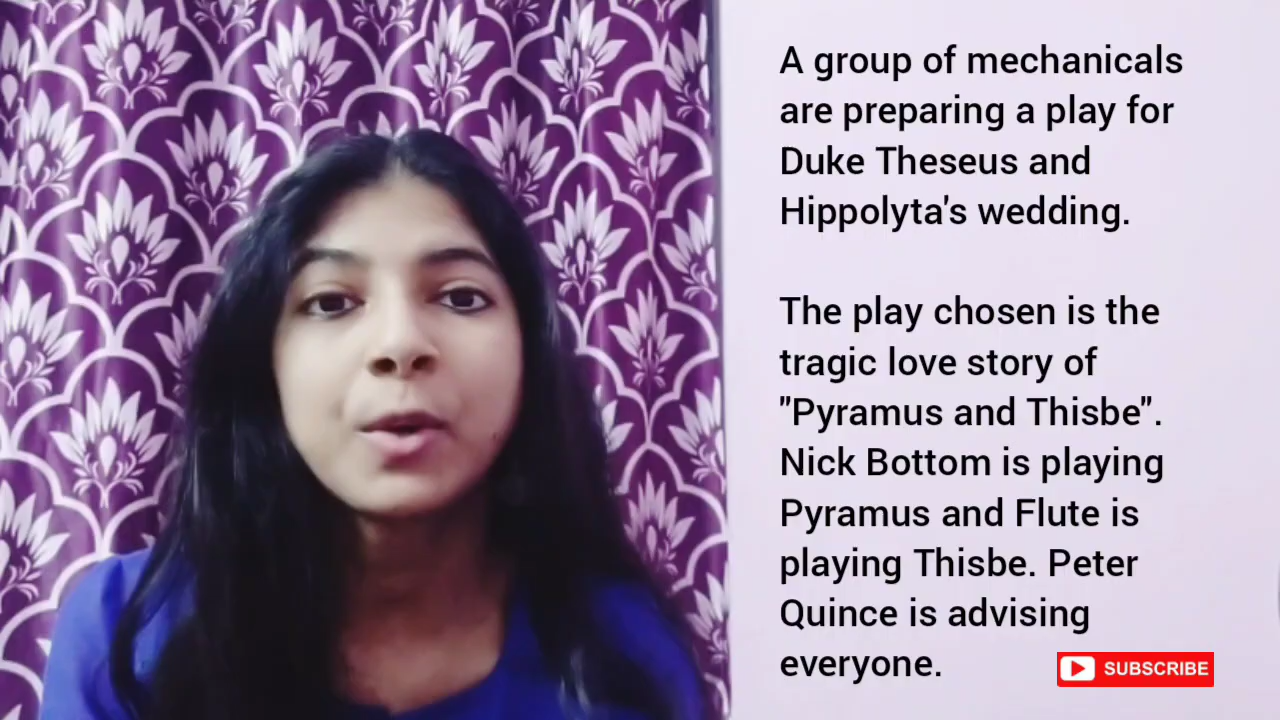 A group of mechanicals
are preparing a play for
Duke Theseus and
Hippolyta's wedding.
The play chosen is the
tragic love story of
"Pyramus and Thisbe".
Nick Bottom is playing
Pyramus and Flute is
playing Thisbe. Peter
Quince is advising
everyone.
SUBSCRIBE